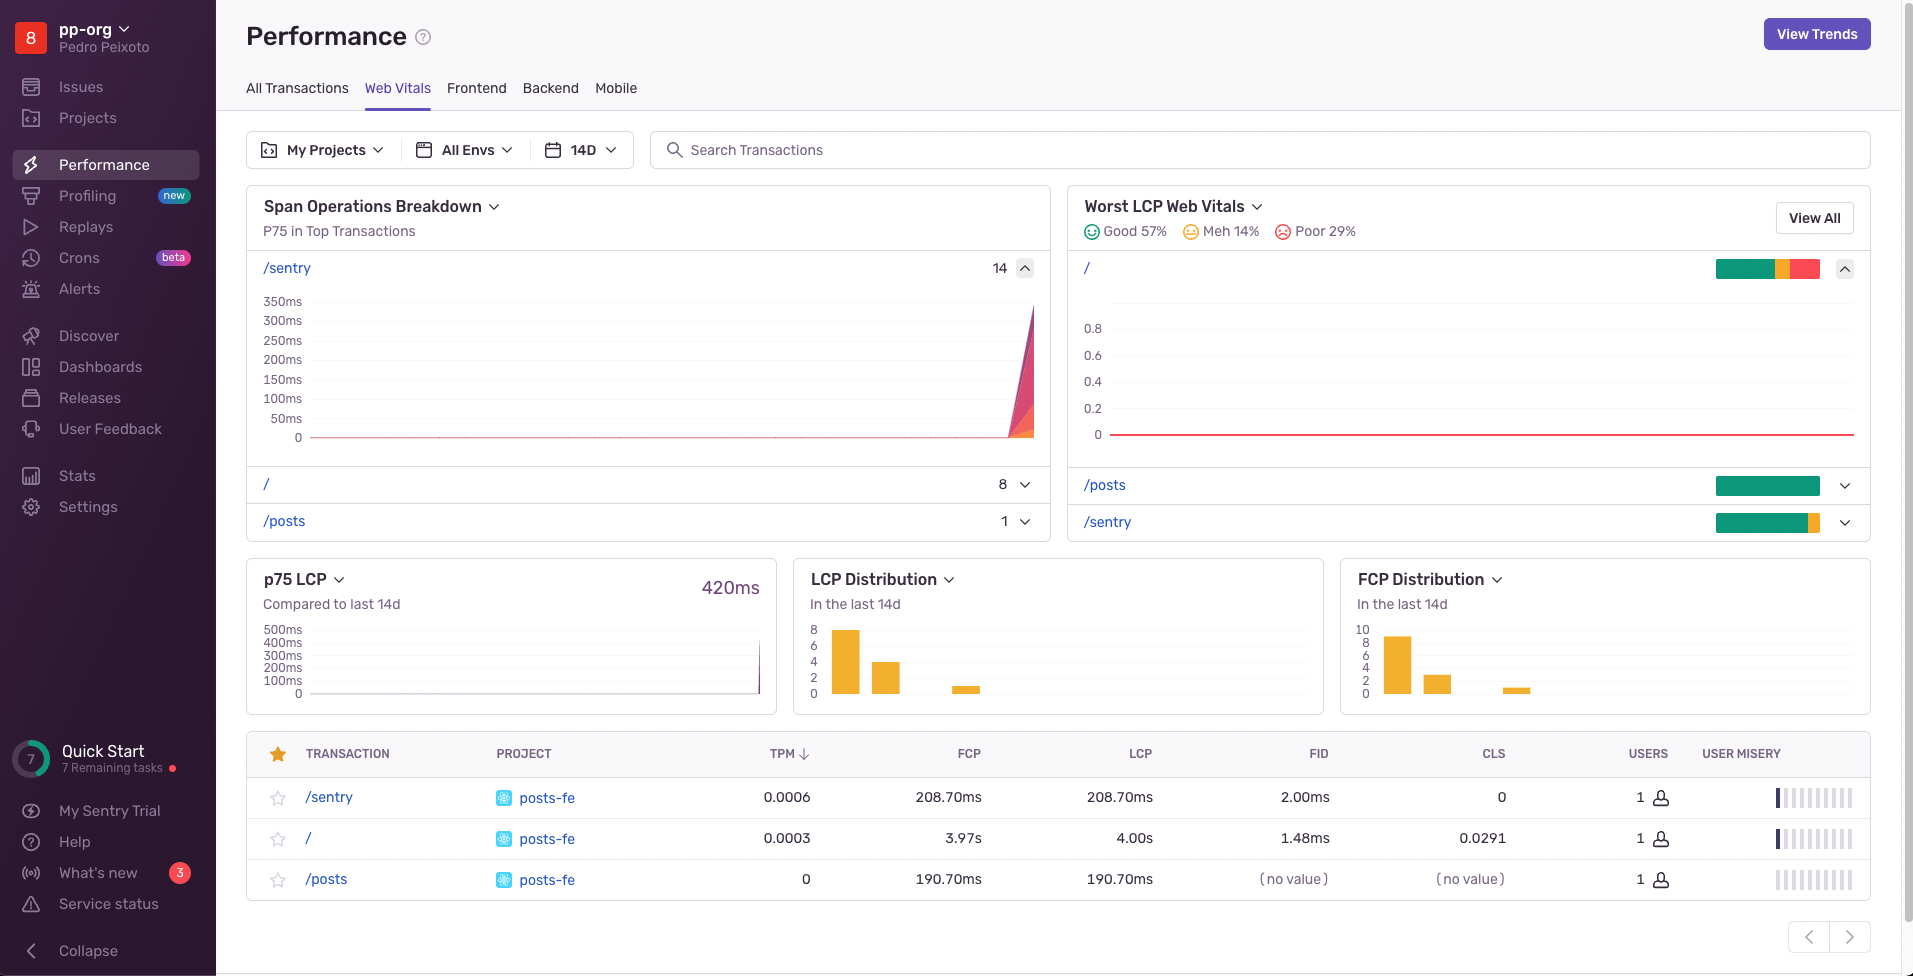 8
pp-org
Pedro Peixoto
Issues
Projects
Performance
Profiling new
Replays
Crons beta
Alerts
Discover
Dashboards
Releases
User Feedback
Stats
Settings
7
Quick Start
7 Remaining tasks
My Sentry Trial
Help
What's new 3
Service status
Collapse
Performance ?
View Trends
All Transactions Web Vitals Frontend Backend Mobile
My Projects All Envs 14D Search Transactions
Span Operations Breakdown
P75 in Top Transactions
/sentry 14
350ms
300ms
250ms
200ms
150ms
100ms
50ms
0
/ 8
/posts 1
Worst LCP Web Vitals
Good 57% Meh 14% Poor 29%
View All
/
0.8
0.6
0.4
0.2
0
/posts
/sentry
p75 LCP
Compared to last 14d
420ms
500ms
400ms
300ms
200ms
100ms
0
LCP Distribution
In the last 14d
8
6
4
2
0
FCP Distribution
In the last 14d
10
8
6
4
2
0
TRANSACTION PROJECT TPM FCP LCP FID CLS USERS USER MISERY
/sentry posts-fe 0.0006 208.70ms 208.70ms 2.00ms 0 1
/ posts-fe 0.0003 3.97s 4.00s 1.48ms 0.0291 1
/posts posts-fe 0 190.70ms 190.70ms (no value) (no value) 1